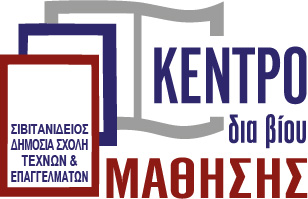 ΚΕΝΤΡΟ
δια βίου
ΜΑΘΗΣΗΣ
ΣΙΒΙΤΑΝΙΔΕΙΟΣ
ΔΗΜΟΣΙΑ ΣΧΟΛΗ
ΤΕΧΝΩΝ &
ΕΠΑΓΓΕΛΜΑΤΩΝ